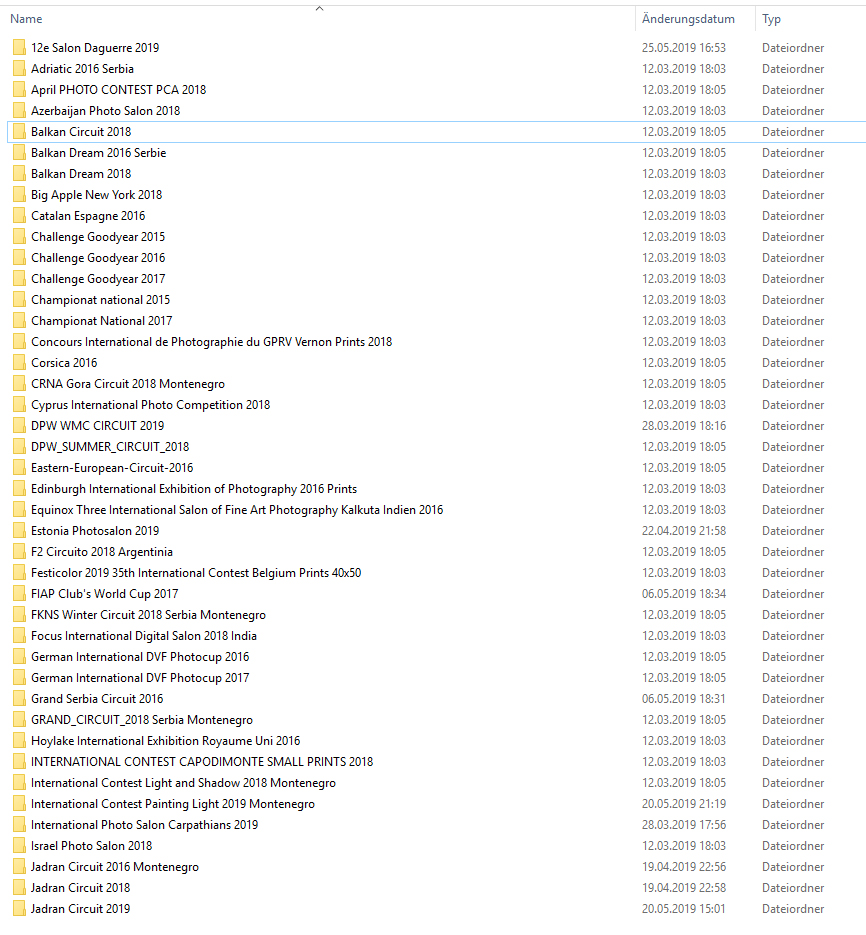 Name Änderungsdatum Typ
12e Salon Daguerre 2019 25.05.2019 16:53 Dateiordner
Adriatic 2016 Serbia 12.03.2019 18:03 Dateiordner
April PHOTO CONTEST PCA 2018 12.03.2019 18:05 Dateiordner
Azerbaijan Photo Salon 2018 12.03.2019 18:03 Dateiordner
Balkan Circuit 2018 12.03.2019 18:05 Dateiordner
Balkan Dream 2016 Serbie 12.03.2019 18:05 Dateiordner
Balkan Dream 2018 12.03.2019 18:03 Dateiordner
Big Apple New York 2018 12.03.2019 18:03 Dateiordner
Catalan Espagne 2016 12.03.2019 18:03 Dateiordner
Challenge Goodyear 2015 12.03.2019 18:03 Dateiordner
Challenge Goodyear 2016 12.03.2019 18:03 Dateiordner
Challenge Goodyear 2017 12.03.2019 18:03 Dateiordner
Championat national 2015 12.03.2019 18:03 Dateiordner
Championat National 2017 12.03.2019 18:03 Dateiordner
Concours International de Photographie du GPRV Vernon Prints 2018 12.03.2019 18:03 Dateiordner
Corsica 2016 12.03.2019 18:05 Dateiordner
CRNA Gora Circuit 2018 Montenegro 12.03.2019 18:05 Dateiordner
Cyprus International Photo Competition 2018 12.03.2019 18:03 Dateiordner
DPW WMC CIRCUIT 2019 28.03.2019 18:16 Dateiordner
DPW_SUMMER_CIRCUIT_2018 12.03.2019 18:05 Dateiordner
Eastern-European-Circuit-2016 12.03.2019 18:05 Dateiordner
Edinburgh International Exhibition of Photography 2016 Prints 12.03.2019 18:03 Dateiordner
Equinox Three International Salon of Fine Art Photography Kalkuta Indien 2016 12.03.2019 18:03 Dateiordner
Estonia Photosalon 2019 22.04.2019 21:58 Dateiordner
F2 Circuito 2018 Argentinia 12.03.2019 18:05 Dateiordner
Festicolor 2019 35th International Contest Belgium Prints 40x50 12.03.2019 18:03 Dateiordner
FIAP Club's World Cup 2017 06.05.2019 18:34 Dateiordner
FKNS Winter Circuit 2018 Serbia Montenegro 12.03.2019 18:05 Dateiordner
Focus International Digital Salon 2018 India 12.03.2019 18:03 Dateiordner
German International DVF Photocup 2016 12.03.2019 18:05 Dateiordner
German International DVF Photocup 2017 12.03.2019 18:05 Dateiordner
Grand Serbia Circuit 2016 06.05.2019 18:31 Dateiordner
GRAND_CIRCUIT_2018 Serbia Montenegro 12.03.2019 18:05 Dateiordner
Hoylake International Exhibition Royaume Uni 2016 12.03.2019 18:03 Dateiordner
INTERNATIONAL CONTEST CAPODIMONTE SMALL PRINTS 2018 12.03.2019 18:03 Dateiordner
International Contest Light and Shadow 2018 Montenegro 12.03.2019 18:05 Dateiordner
International Contest Painting Light 2019 Montenegro 20.05.2019 21:19 Dateiordner
International Photo Salon Carpathians 2019 28.03.2019 17:56 Dateiordner
Israel Photo Salon 2018 12.03.2019 18:03 Dateiordner
Jadran Circuit 2016 Montenegro 19.04.2019 22:56 Dateiordner
Jadran Circuit 2018 19.04.2019 22:58 Dateiordner
Jadran Circuit 2019 20.05.2019 15:01 Dateiordner